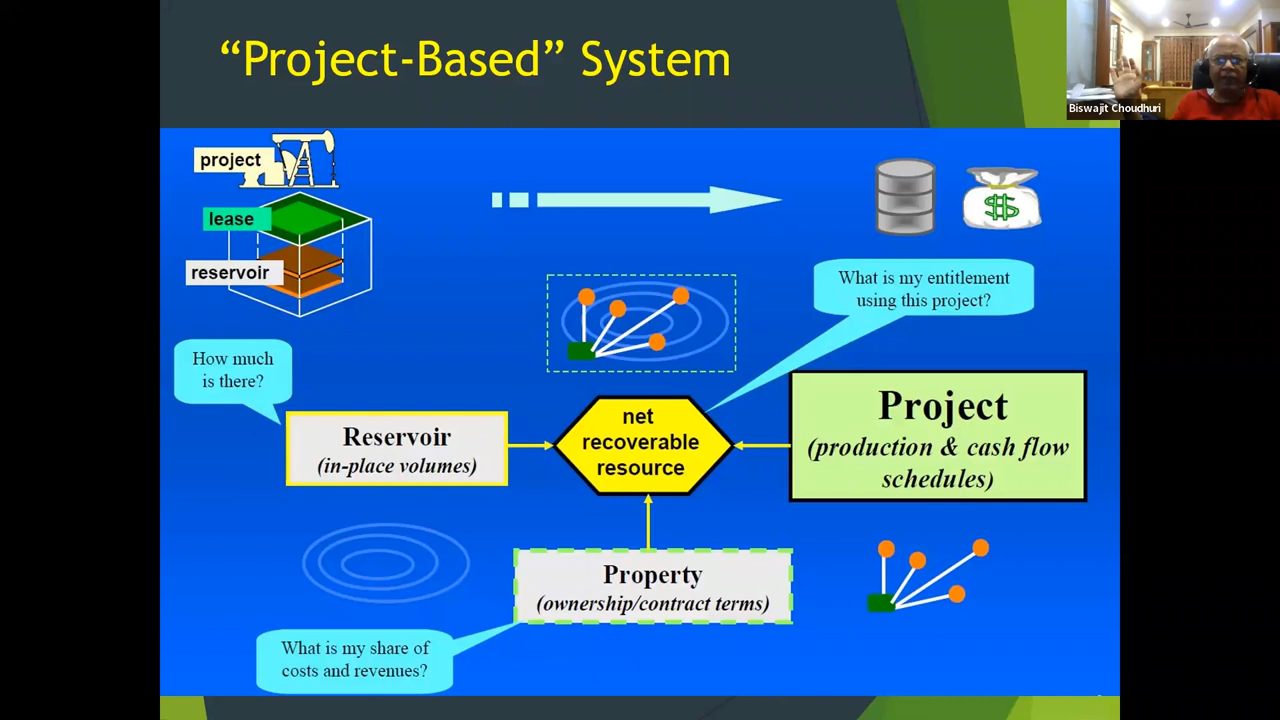 “Project-Based” System
Biswajit Choudhuri
project
lease
reservoir
$
What is my entitlement
using this project?
How much
is there?
Reservoir
(in-place volumes)
net
recoverable
resource
Project
(production & cash flow
schedules)
Property
(ownership/contract terms)
What is my share of
costs and revenues?